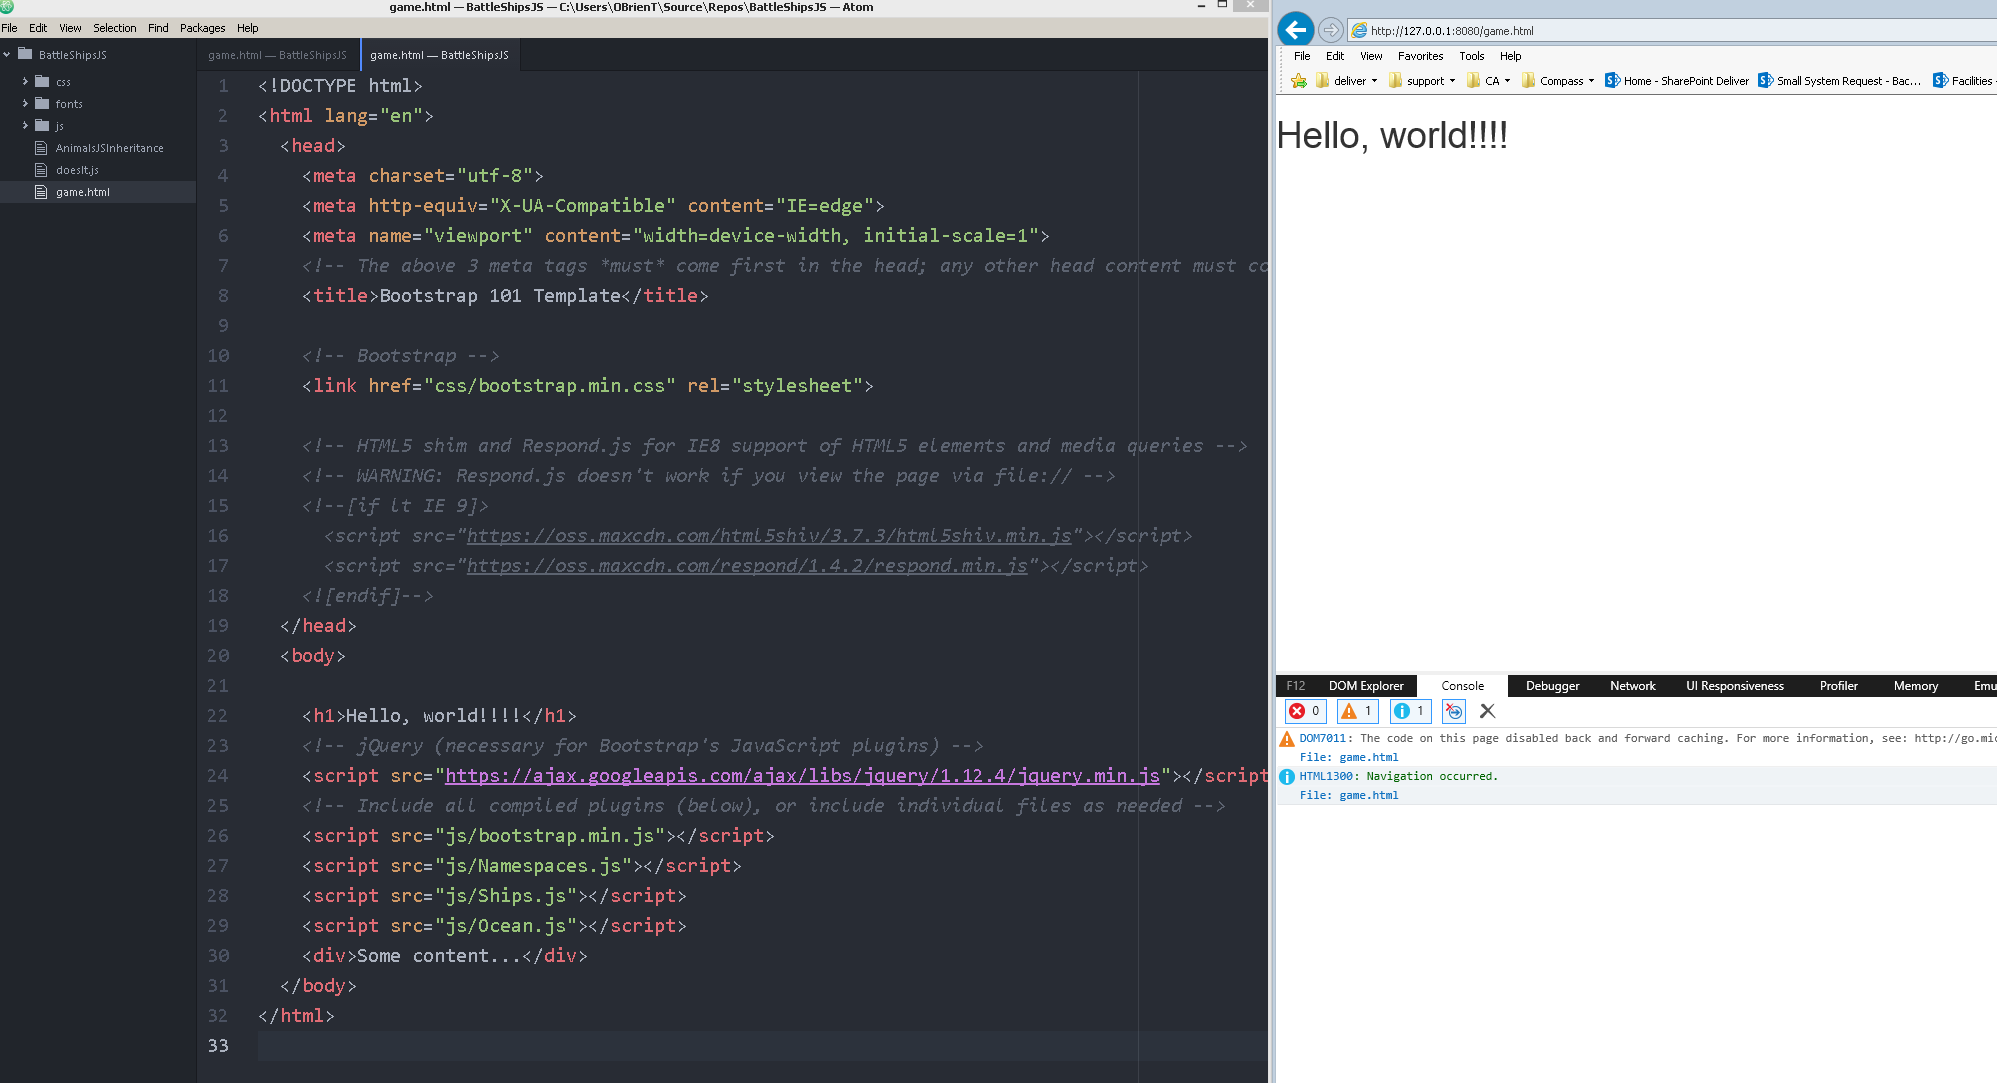 game.html — BattleShipsJS — C:\Users\OBrienT\Source\Repos\BattleShipsJS — Atom
File Edit View Selection Find Packages Help
BattleShipsJS
css
fonts
js
AnimalsJSInheritance
doesIt.js
game.html
game.html — BattleShipsJS
game.html — BattleShipsJS
1 <!DOCTYPE html>
2 <html lang="en">
3 <head>
4 <meta charset="utf-8">
5 <meta http-equiv="X-UA-Compatible" content="IE=edge">
6 <meta name="viewport" content="width=device-width, initial-scale=1">
7 <!-- The above 3 meta tags *must* come first in the head; any other head content must co
8 <title>Bootstrap 101 Template</title>
9
10 <!-- Bootstrap -->
11 <link href="css/bootstrap.min.css" rel="stylesheet">
12
13 <!-- HTML5 shim and Respond.js for IE8 support of HTML5 elements and media queries -->
14 <!-- WARNING: Respond.js doesn't work if you view the page via file:// -->
15 <!--[if lt IE 9]>
16 <script src="https://oss.maxcdn.com/html5shiv/3.7.3/html5shiv.min.js"></script>
17 <script src="https://oss.maxcdn.com/respond/1.4.2/respond.min.js"></script>
18 <![endif]-->
19 </head>
20 <body>
21
22 <h1>Hello, world!!!!</h1>
23 <!-- jQuery (necessary for Bootstrap's JavaScript plugins) -->
24 <script src="https://ajax.googleapis.com/ajax/libs/jquery/1.12.4/jquery.min.js"></script
25 <!-- Include all compiled plugins (below), or include individual files as needed -->
26 <script src="js/bootstrap.min.js"></script>
27 <script src="js/Namespaces.js"></script>
28 <script src="js/Ships.js"></script>
29 <script src="js/Ocean.js"></script>
30 <div>Some content...</div>
31 </body>
32 </html>
33
http://127.0.0.1:8080/game.html
File Edit View Favorites Tools Help
deliver support CA Compass Home - SharePoint Deliver Small System Request - Bac... Facilities -
Hello, world!!!!
F12 DOM Explorer Console Debugger Network UI Responsiveness Profiler Memory Emu
0 1 1
DOM7011: The code on this page disabled back and forward caching. For more information, see: http://go.mic
File: game.html
HTML1300: Navigation occurred.
File: game.html